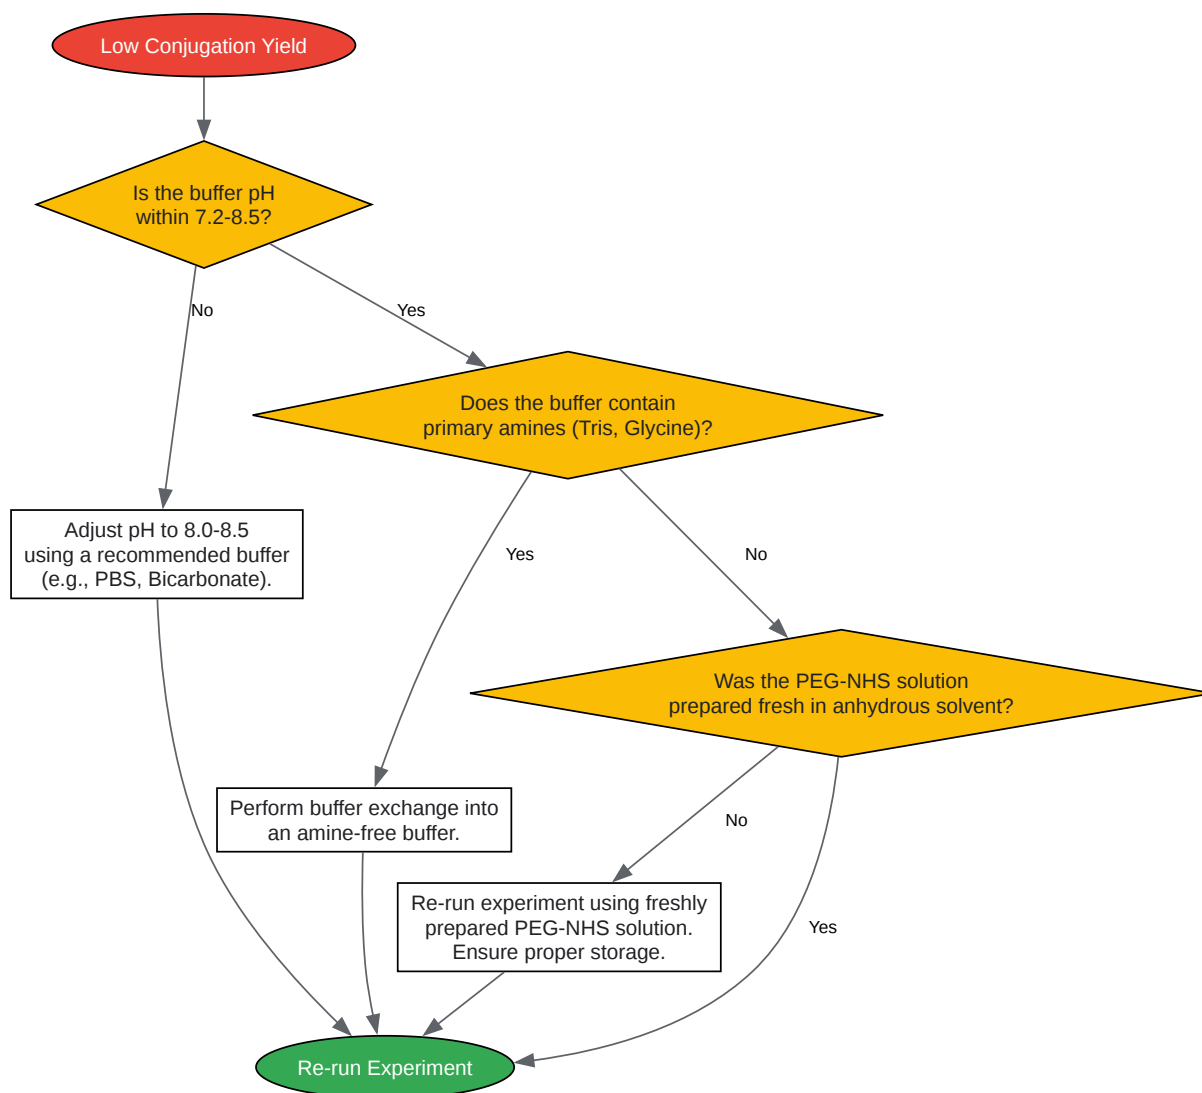 Low Conjugation Yield
Is the buffer pH
within 7.2-8.5?
No
Yes
Does the buffer contain
primary amines (Tris, Glycine)?
Adjust pH to 8.0-8.5
using a recommended buffer
(e.g., PBS, Bicarbonate).
Yes
No
Was the PEG-NHS solution
prepared fresh in anhydrous solvent?
Perform buffer exchange into
an amine-free buffer.
No
Re-run experiment using freshly
prepared PEG-NHS solution.
Ensure proper storage.
Yes
Re-run Experiment